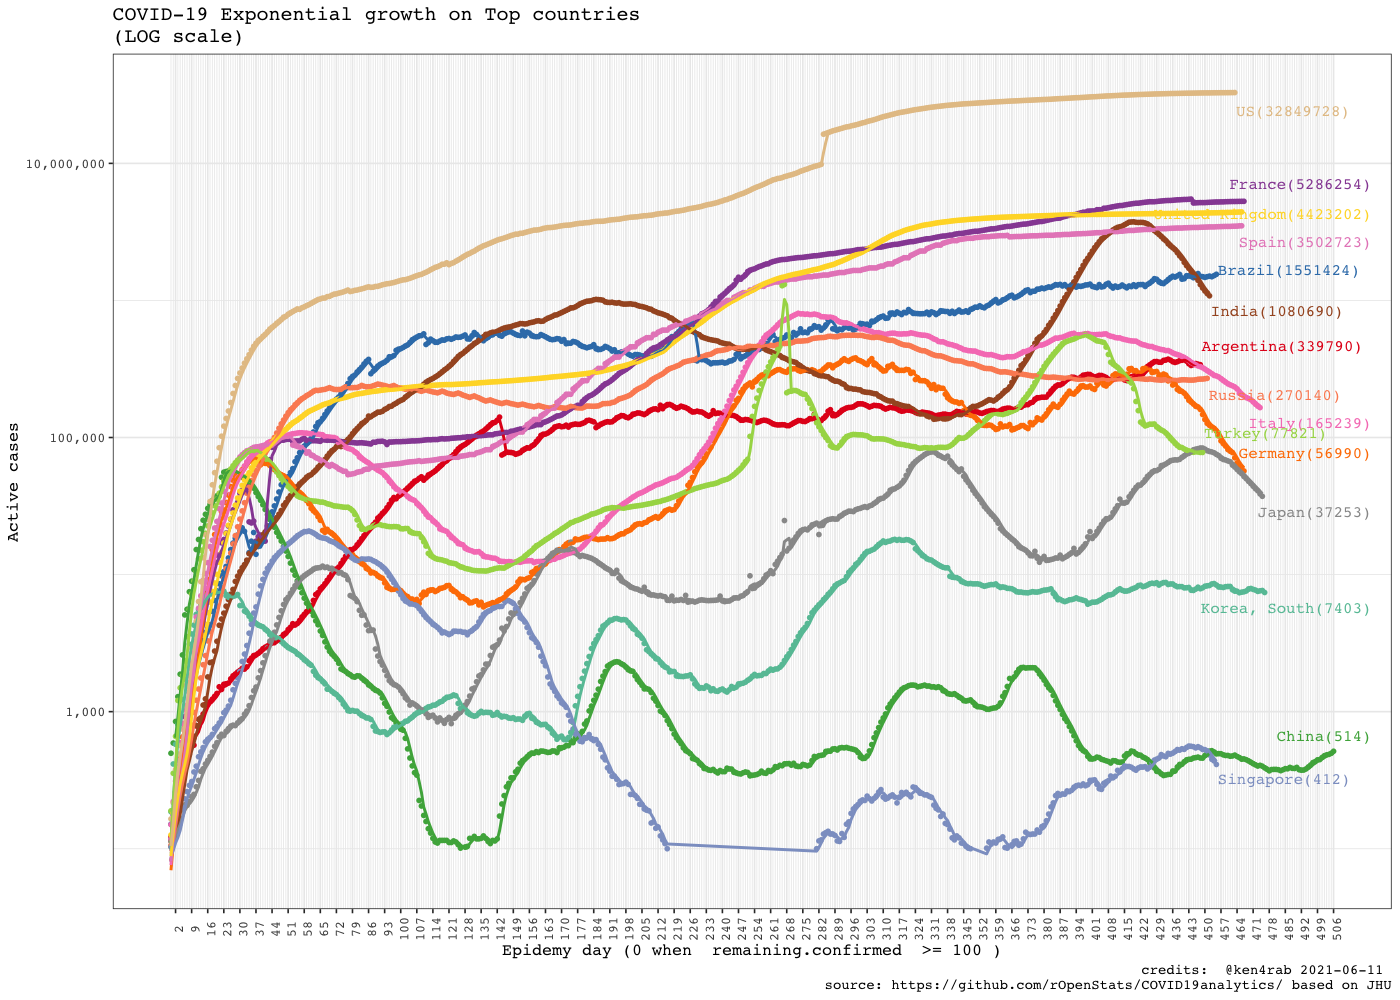 COVID-19 Exponential growth on Top countries
(LOG scale)
Active cases
10,000,000
100,000
1,000
US(32849728)
France(5286254)
United Kingdom(4423202)
Spain(3502723)
Brazil(1551424)
India(1080690)
Argentina(339790)
Russia(270140)
Italy(165239)
Turkey(77821)
Germany(56990)
Japan(37253)
Korea, South(7403)
China(514)
Singapore(412)
2 9 16 23 30 37 44 51 58 65 72 79 86 93 100 107 114 121 128 135 142 149 156 163 170 177 184 191 198 205 212 219 226 233 240 247 254 261 268 275 282 289 296 303 310 317 324 331 338 345 352 359 366 373 380 387 394 401 408 415 422 429 436 443 450 457 464 471 478 485 492 499 506
Epidemy day (0 when remaining.confirmed >= 100 )
credits: @ken4rab 2021-06-11
source: https://github.com/rOpenStats/COVID19analytics/ based on JHU